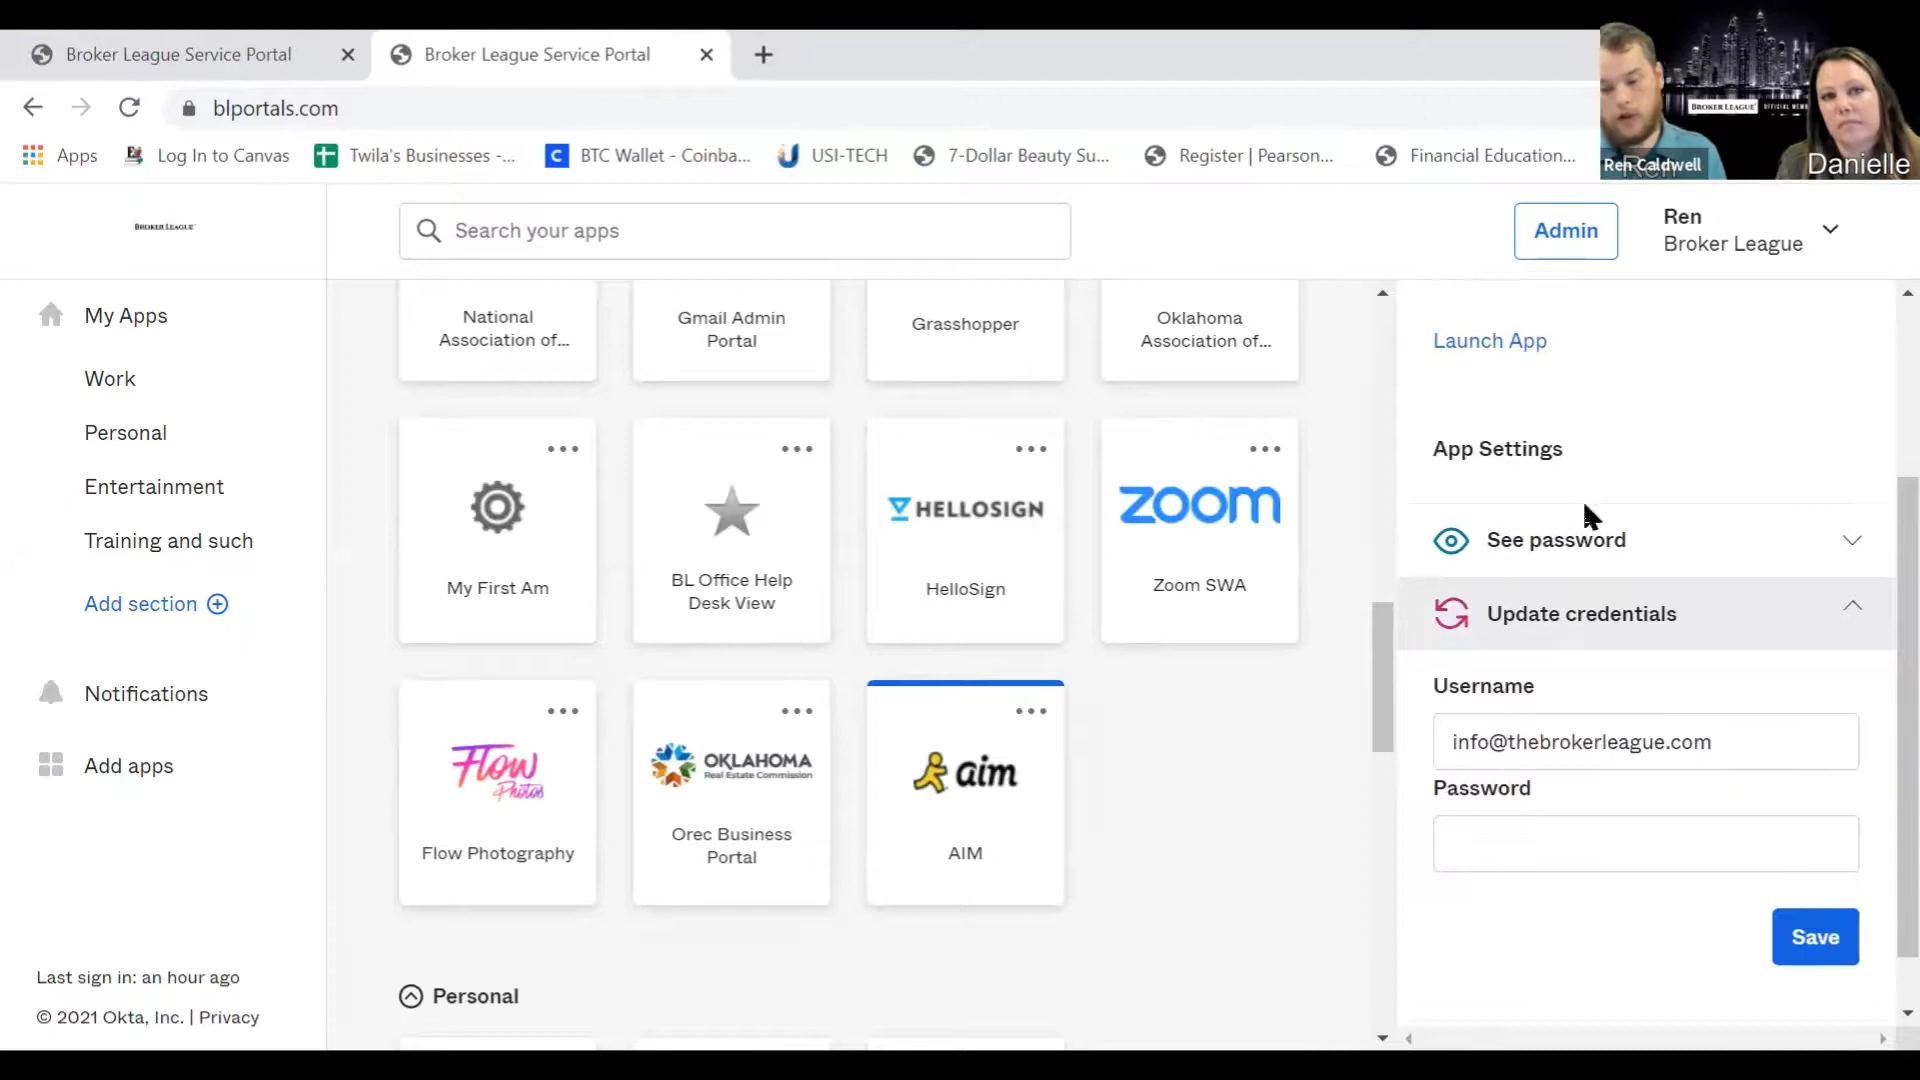 Broker League Service Portal
Broker League Service Portal
blportals.com
Apps
Log In to Canvas
Twila's Businesses -...
BTC Wallet - Coinba...
USI-TECH
7-Dollar Beauty Su...
Register | Pearson...
Financial Education...
BROKER LEAGUE
Ren Caldwell
Danielle
BROKER LEAGUE
Search your apps
Admin
Ren
Broker League
My Apps
Work
Personal
Entertainment
Training and such
Add section
Notifications
Add apps
Last sign in: an hour ago
© 2021 Okta, Inc. | Privacy
National
Association of...
Gmail Admin
Portal
Grasshopper
Oklahoma
Association of...
My First Am
BL Office Help
Desk View
HELLOSIGN
HelloSign
zoom
Zoom SWA
Flow
Photos
Flow Photography
OKLAHOMA
Real Estate Commission
Orec Business
Portal
aim
AIM
Personal
Launch App
App Settings
See password
Update credentials
Username
info@thebrokerleague.com
Password
Save